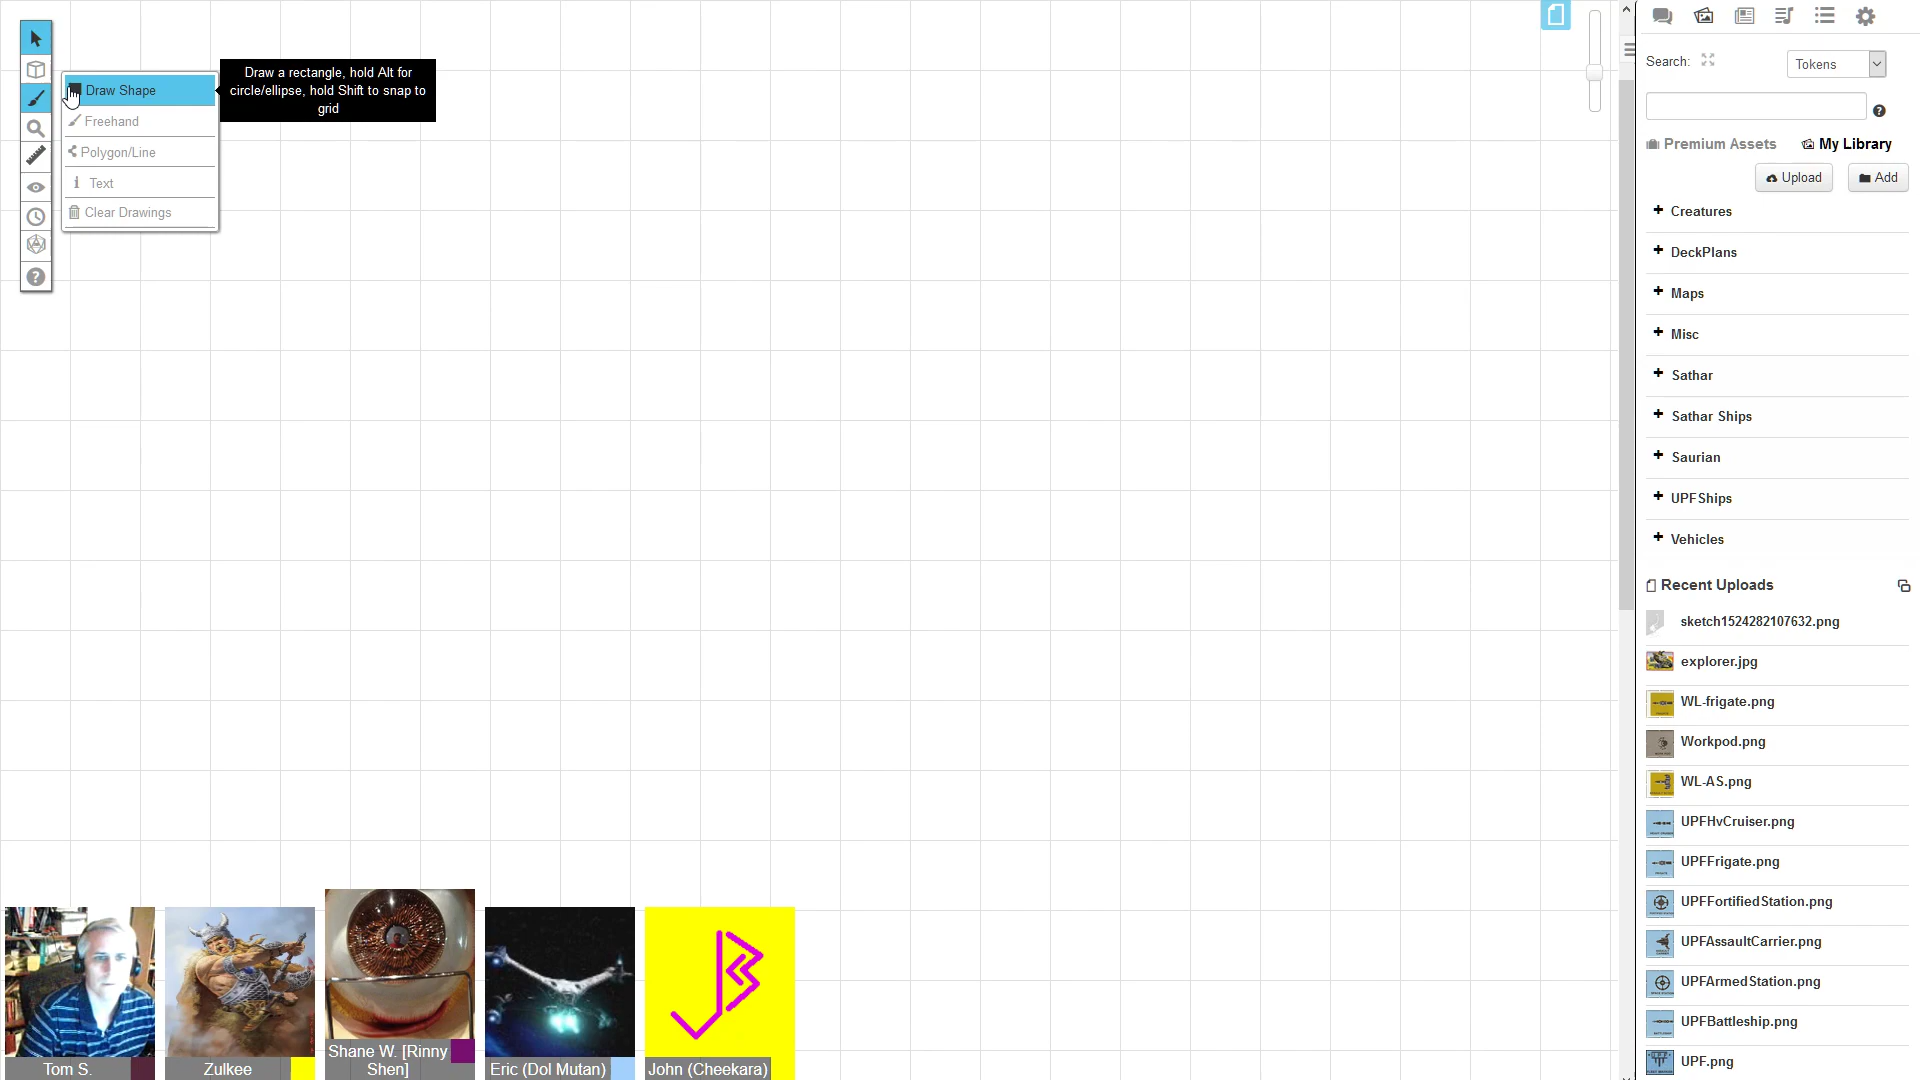 Draw Shape
Freehand
Polygon/Line
Text
Clear Drawings
Draw a rectangle, hold Alt for
circle/ellipse, hold Shift to snap to
grid
Search:
Tokens
Premium Assets
My Library
Upload
Add
Creatures
DeckPlans
Maps
Misc
Sathar
Sathar Ships
Saurian
UPFShips
Vehicles
Recent Uploads
sketch1524282107632.png
explorer.jpg
WL-frigate.png
Workpod.png
WL-AS.png
UPFHvCruiser.png
UPFFrigate.png
UPFFortifiedStation.png
UPFAssaultCarrier.png
UPFArmedStation.png
UPFBattleship.png
UPF.png
Tom S.
Zulkee
Shane W. [Rinny
Shen]
Eric (Dol Mutan)
John (Cheekara)